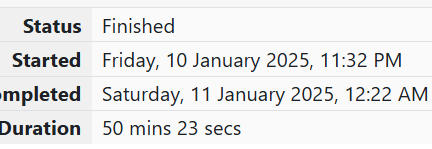 Status Finished
Started Friday, 10 January 2025, 11:32 PM
ompleted Saturday, 11 January 2025, 12:22 AM
Duration 50 mins 23 secs